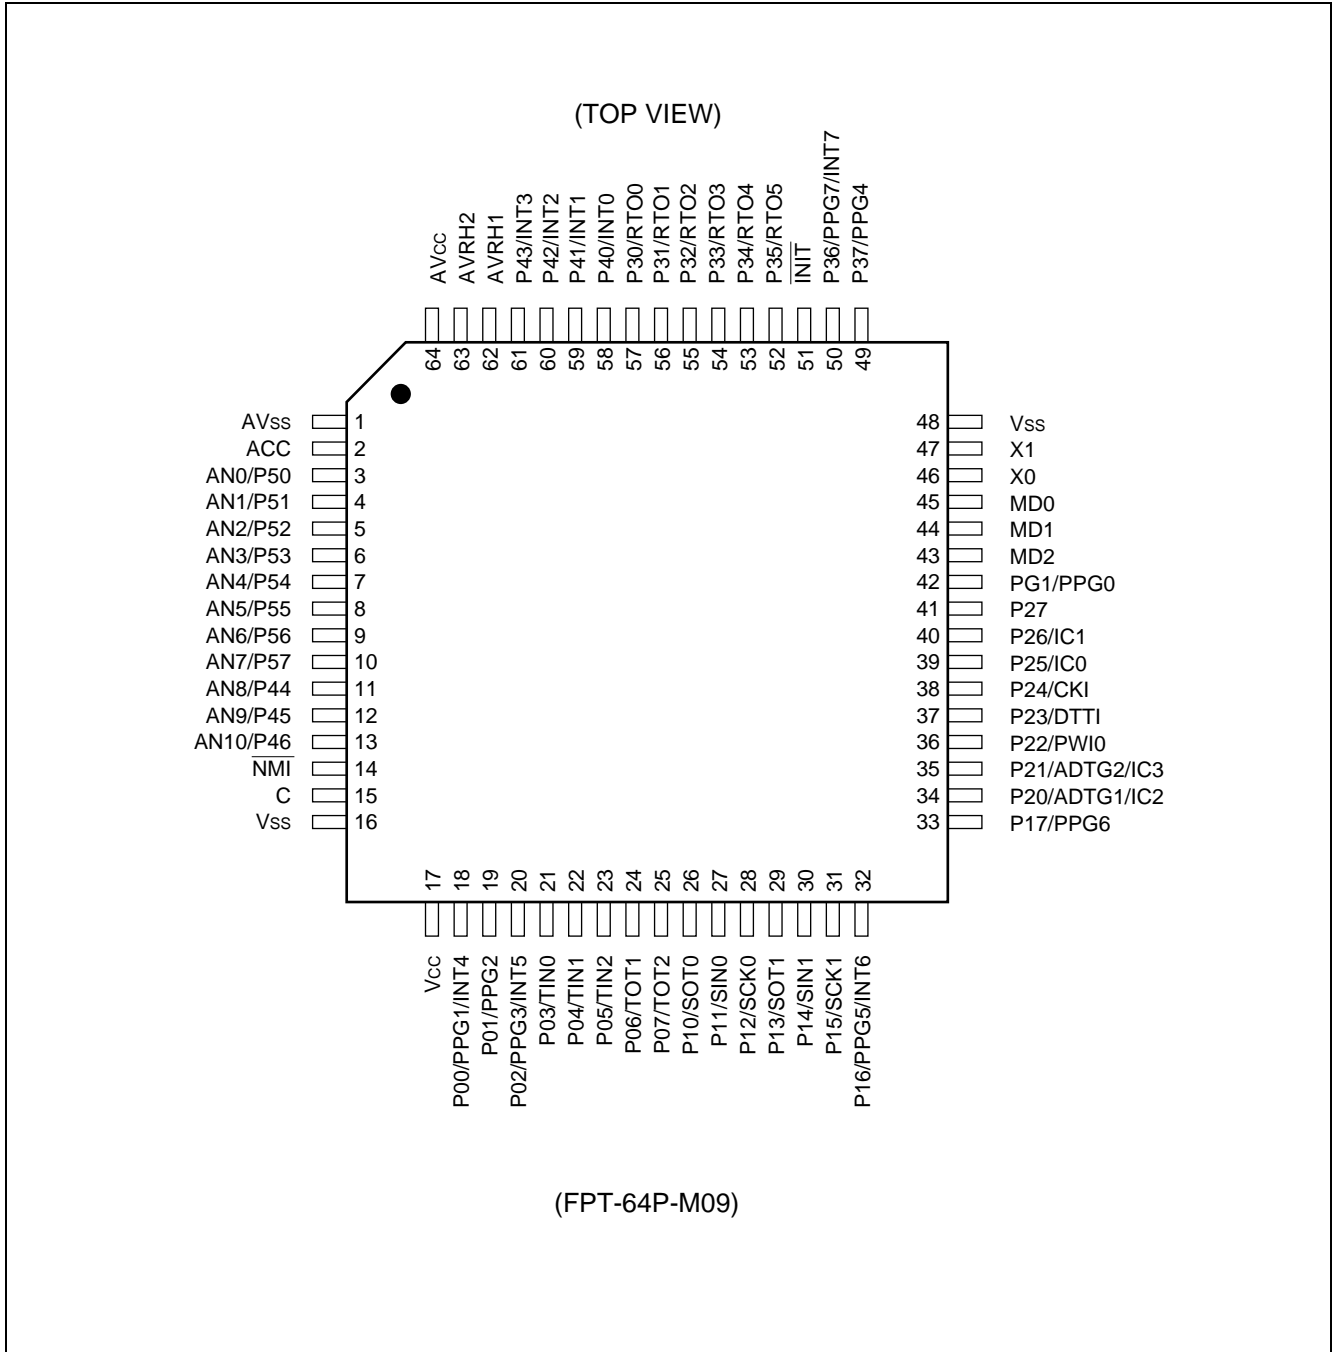 (TOP VIEW)
AVcc
AVRH2
AVRH1
P43/INT3
P42/INT2
P41/INT1
P40/INT0
P30/RTO0
P31/RTO1
P32/RTO2
P33/RTO3
P34/RTO4
P35/RTO5
INIT
P36/PPG7/INT7
P37/PPG4
64
63
62
61
60
59
58
57
56
55
54
53
52
51
50
49
AVss 1
ACC 2
AN0/P50 3
AN1/P51 4
AN2/P52 5
AN3/P53 6
AN4/P54 7
AN5/P55 8
AN6/P56 9
AN7/P57 10
AN8/P44 11
AN9/P45 12
AN10/P46 13
NMI 14
C 15
Vss 16
48 Vss
47 X1
46 X0
45 MD0
44 MD1
43 MD2
42 PG1/PPG0
41 P27
40 P26/IC1
39 P25/IC0
38 P24/CKI
37 P23/DTTI
36 P22/PWI0
35 P21/ADTG2/IC3
34 P20/ADTG1/IC2
33 P17/PPG6
17
18
19
20
21
22
23
24
25
26
27
28
29
30
31
32
Vcc
P00/PPG1/INT4
P01/PPG2
P02/PPG3/INT5
P03/TIN0
P04/TIN1
P05/TIN2
P06/TOT1
P07/TOT2
P10/SOT0
P11/SIN0
P12/SCK0
P13/SOT1
P14/SIN1
P15/SCK1
P16/PPG5/INT6
(FPT-64P-M09)